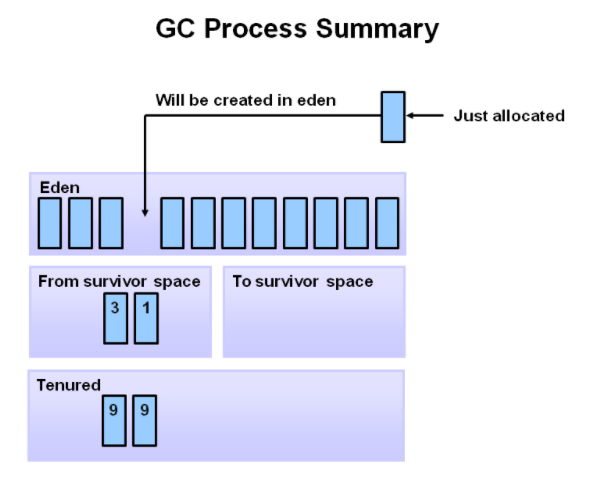 GC Process Summary
Will be created in eden
Just allocated
Eden
From survivor space
To survivor space
3 1
Tenured
9 9